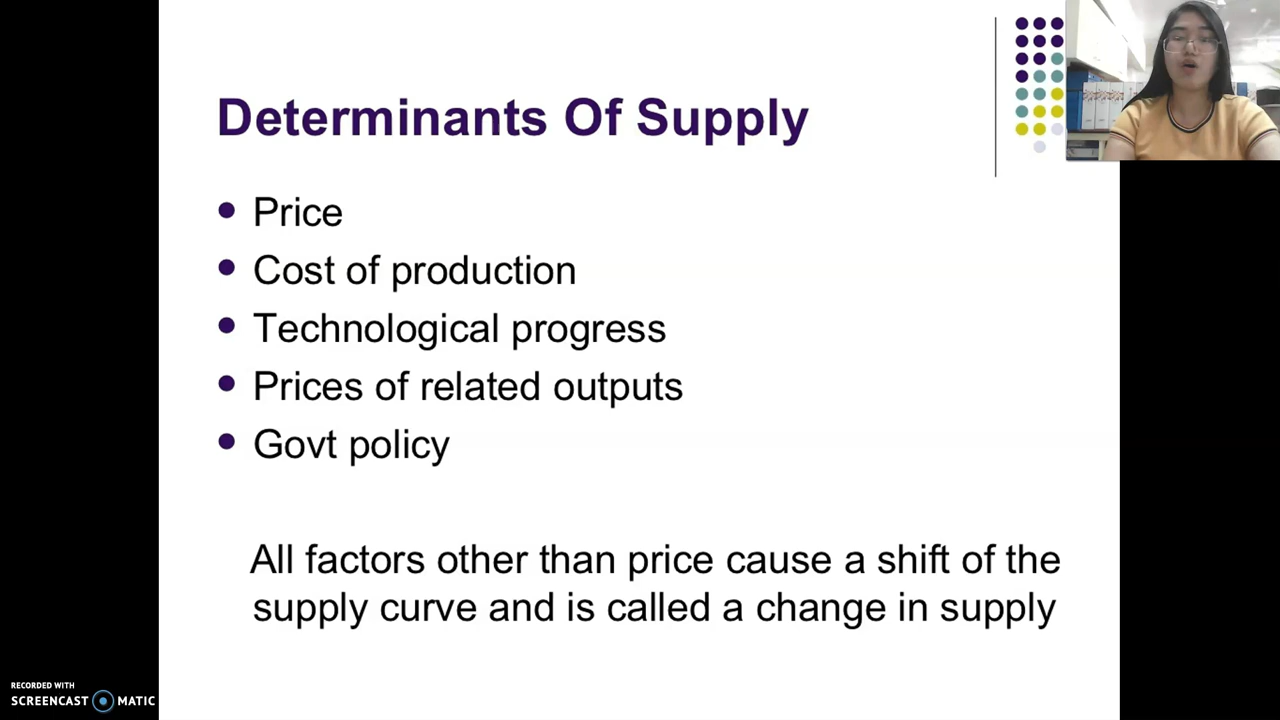 Determinants Of Supply
Price
Cost of production
Technological progress
Prices of related outputs
Govt policy
All factors other than price cause a shift of the
supply curve and is called a change in supply
RECORDED WITH
SCREENCAST MATIC